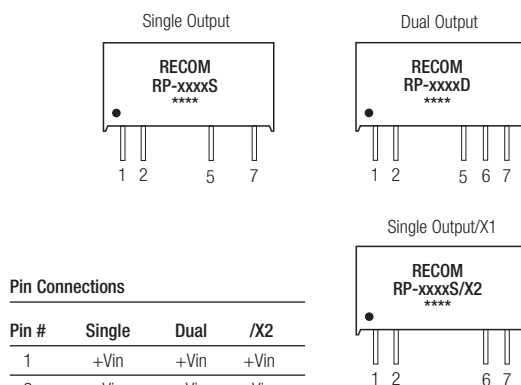 Single Output
RECOM
RP-xxxxS
****
1 2 5 7
Dual Output
RECOM
RP-xxxxD
****
1 2 5 6 7
Single Output/X1
RECOM
RP-xxxxS/X2
****
1 2 6 7
Pin Connections
Pin # Single Dual /X2
1 +Vin +Vin +Vin